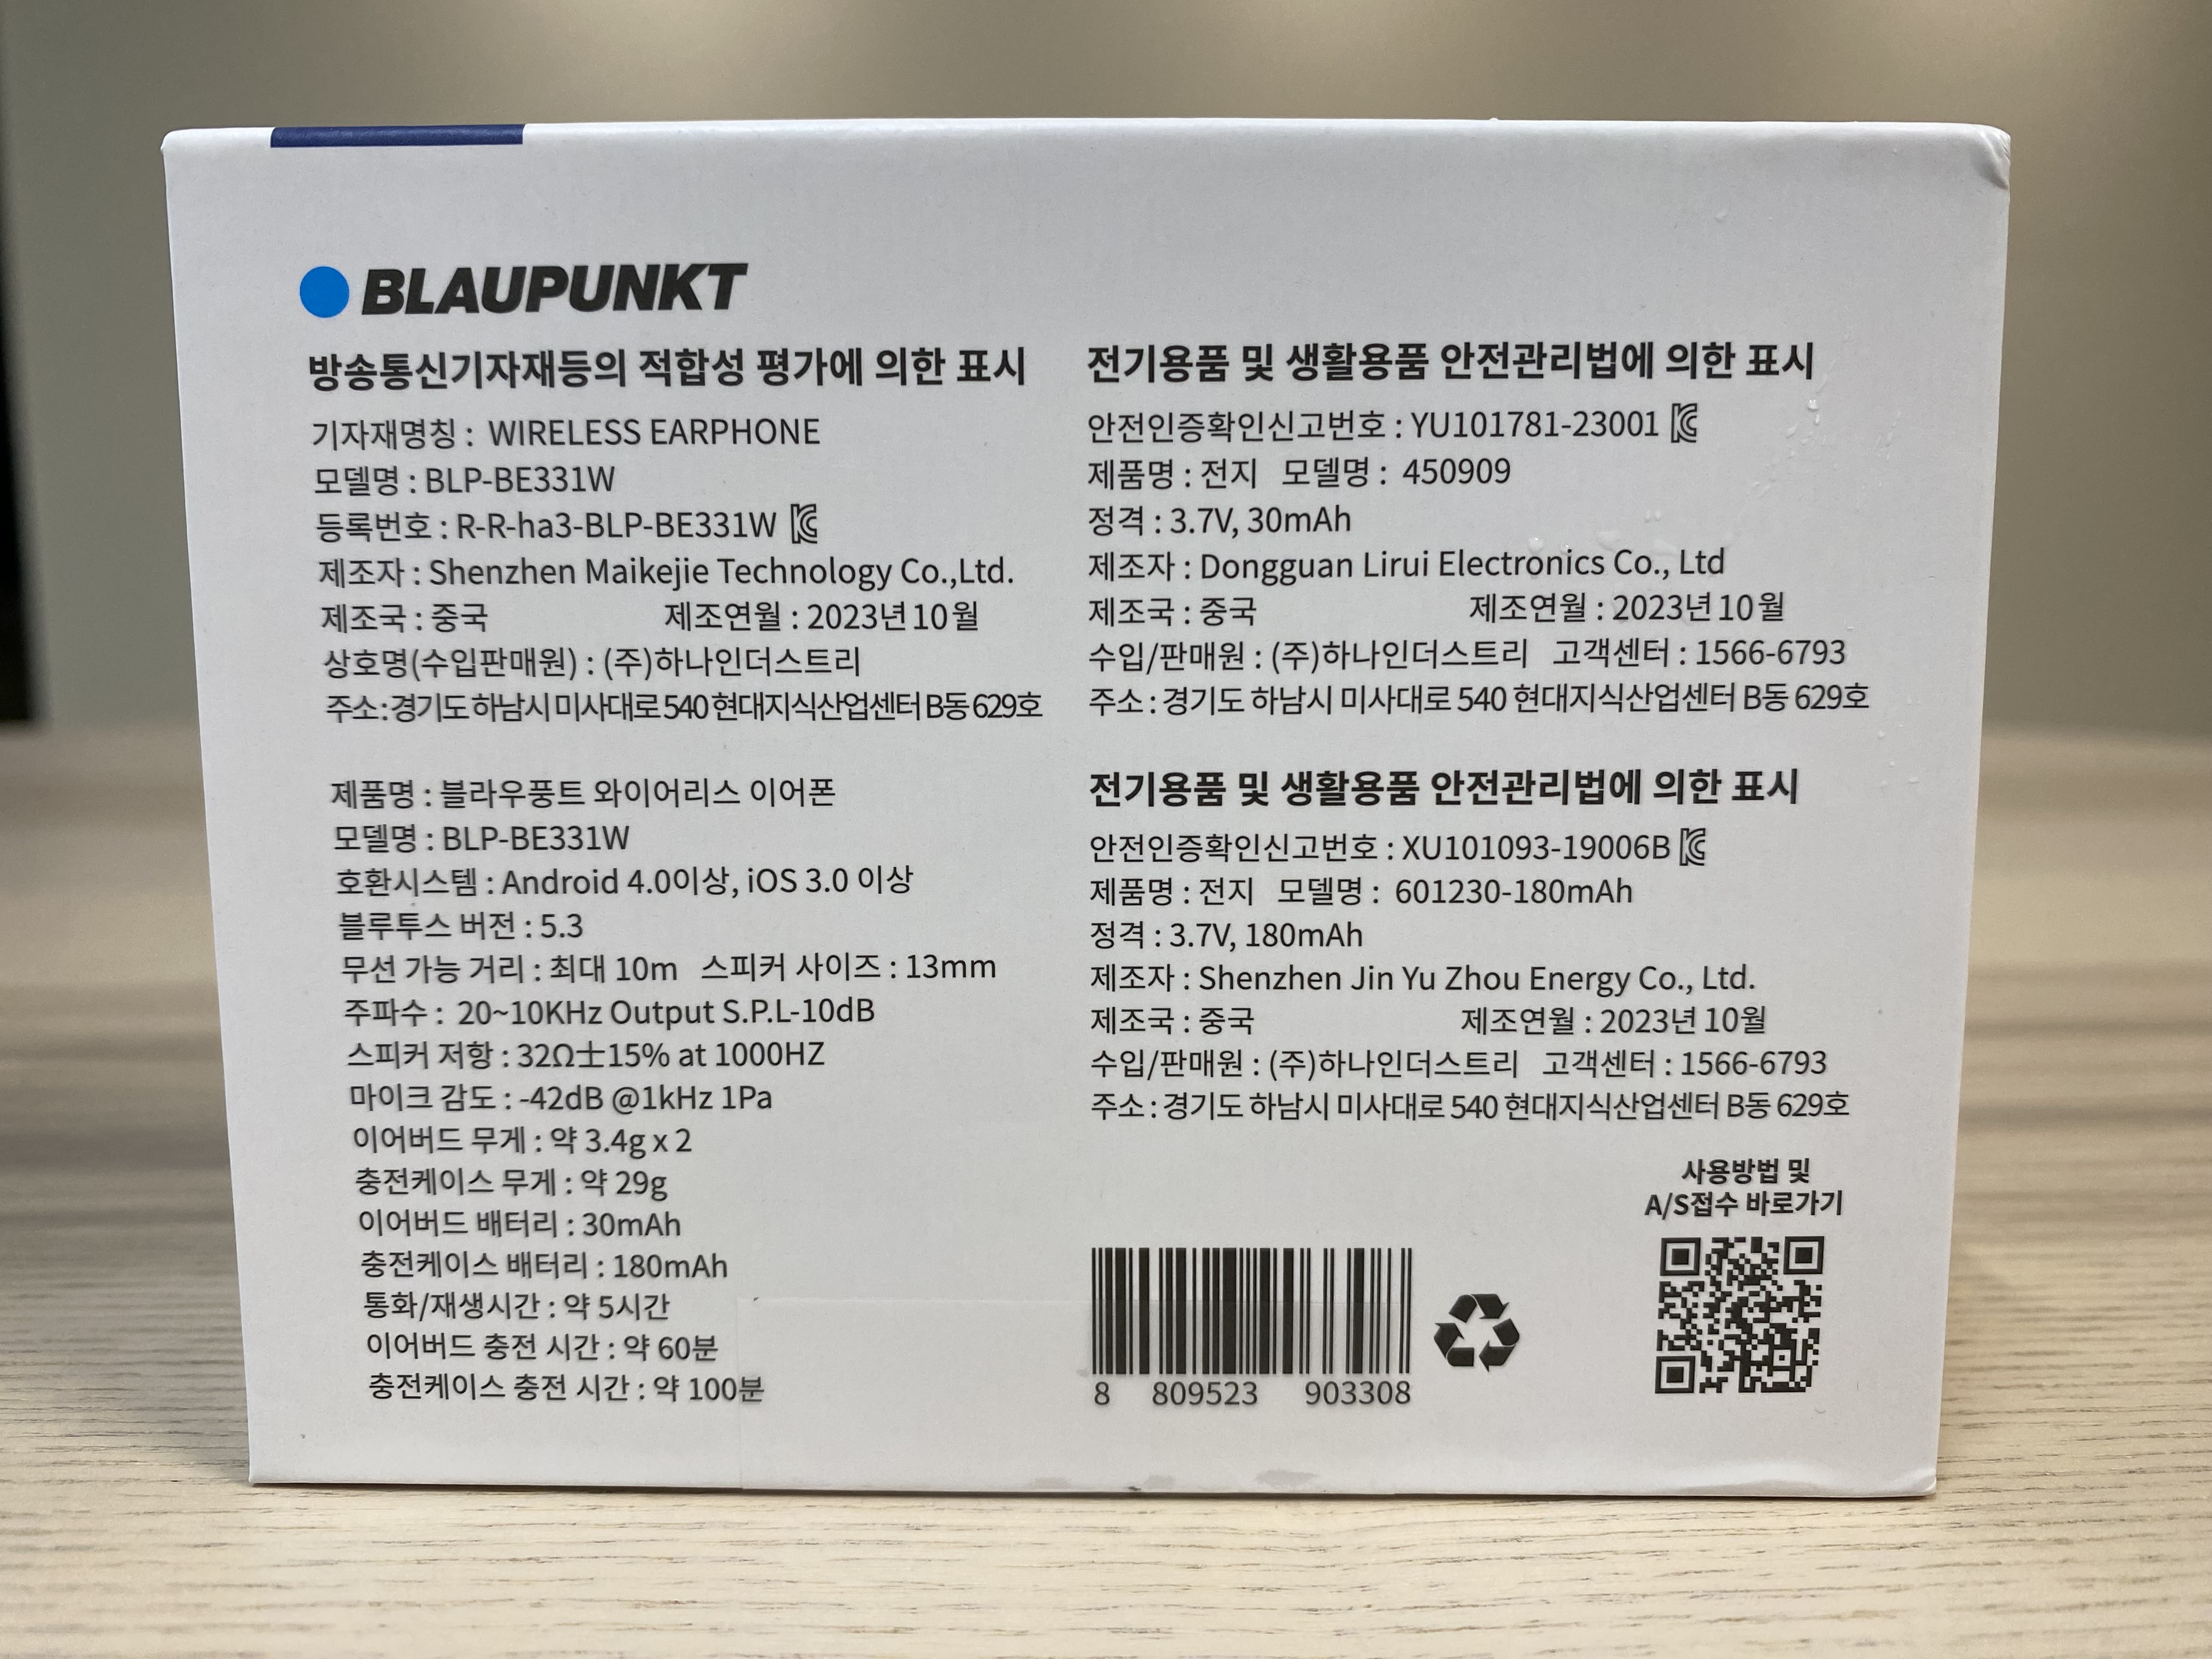 BLAUPUNKT
방송통신기자재등의 적합성 평가에 의한 표시
기자재명칭 : WIRELESS EARPHONE
모델명 : BLP-BE331W
등록번호 : R-R-ha3-BLP-BE331W
제조자 : Shenzhen Maikejie Technology Co.,Ltd.
제조국 : 중국 제조연월 : 2023년 10월
상호명(수입판매원) : (주)하나인더스트리
주소 : 경기도 하남시 미사대로 540 현대지식산업센터 B동 629호
제품명 : 블라우풍트 와이어리스 이어폰
모델명 : BLP-BE331W
호환시스템 : Android 4.0이상, iOS 3.0 이상
블루투스 버전 : 5.3
무선 가능 거리 : 최대 10m 스피커 사이즈 : 13mm
주파수 : 20~10KHz Output S.P.L-10dB
스피커 저항 : 32Ω士15% at 1000HZ
마이크 감도 : -42dB @1kHz 1Pa
이어버드 무게 : 약 3.4g x 2
충전케이스 무게 : 약 29g
이어버드 배터리 : 30mAh
충전케이스 배터리 : 180mAh
통화/재생시간 : 약 5시간
이어버드 충전 시간 : 약 60분
충전케이스 충전 시간 : 약 100분
전기용품 및 생활용품 안전관리법에 의한 표시
안전인증확인신고번호 : YU101781-23001
제품명 : 전지 모델명 : 450909
정격 : 3.7V, 30mAh
제조자 : Dongguan Lirui Electronics Co., Ltd
제조국 : 중국 제조연월 : 2023년 10월
수입/판매원 : (주)하나인더스트리 고객센터 : 1566-6793
주소 : 경기도 하남시 미사대로 540 현대지식산업센터 B동 629호
전기용품 및 생활용품 안전관리법에 의한 표시
안전인증확인신고번호 : XU101093-19006B
제품명 : 전지 모델명 : 601230-180mAh
정격 : 3.7V, 180mAh
제조자 : Shenzhen Jin Yu Zhou Energy Co., Ltd.
제조국 : 중국 제조연월 : 2023년 10월
수입/판매원 : (주)하나인더스트리 고객센터 : 1566-6793
주소 : 경기도 하남시 미사대로 540 현대지식산업센터 B동 629호
사용방법 및
A/S접수 바로가기
8 809523 903308